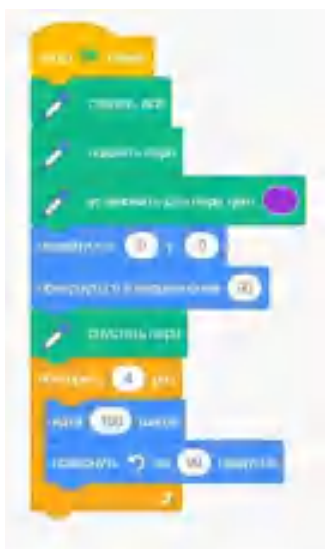 стереть всё
поднять перо
установить для пера цвет
0 y 0
повернуться в направлении 90
опустить перо
повторить 4 раз
идти 100 шагов
повернуть на 90 градусов